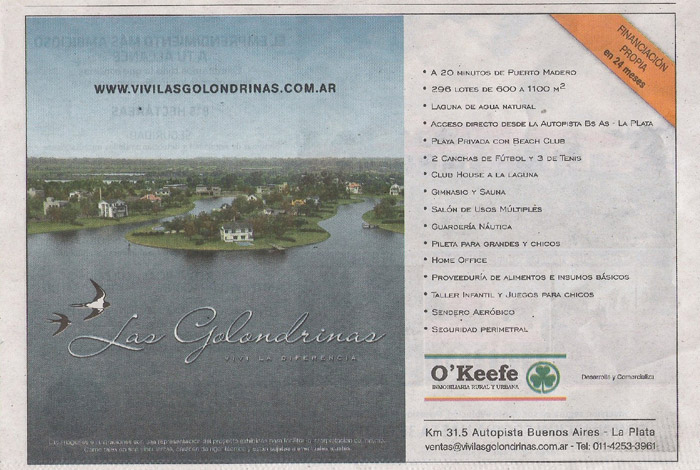 WWW.VIVILASGOLONDRINAS.COM.AR
Las Golondrinas
VIVÍ LA DIFERENCIA
FINANCIACIÓN
PROPIA
en 24 meses
• A 20 minutos de Puerto Madero
• 296 lotes de 600 a 1100 m2
• Laguna de agua natural
• Acceso directo desde la Autopista Bs As - La Plata
• Playa Privada con Beach Club
• 2 Canchas de Fútbol y 3 de Tenis
• Club House a la laguna
• Gimnasio y Sauna
• Salón de Usos Múltiples
• Guardería Náutica
• Pileta para grandes y chicos
• Home Office
• Proveeduría de alimentos e insumos básicos
• Taller Infantil y Juegos para chicos
• Sendero Aeróbico
• Seguridad perimetral
O'Keefe
INMOBILIARIA RURAL Y URBANA
Desarrolla y Comercializa
Km 31.5 Autopista Buenos Aires - La Plata
ventas@vivilasgolondrinas.com.ar - Tel: 011-4253-3961